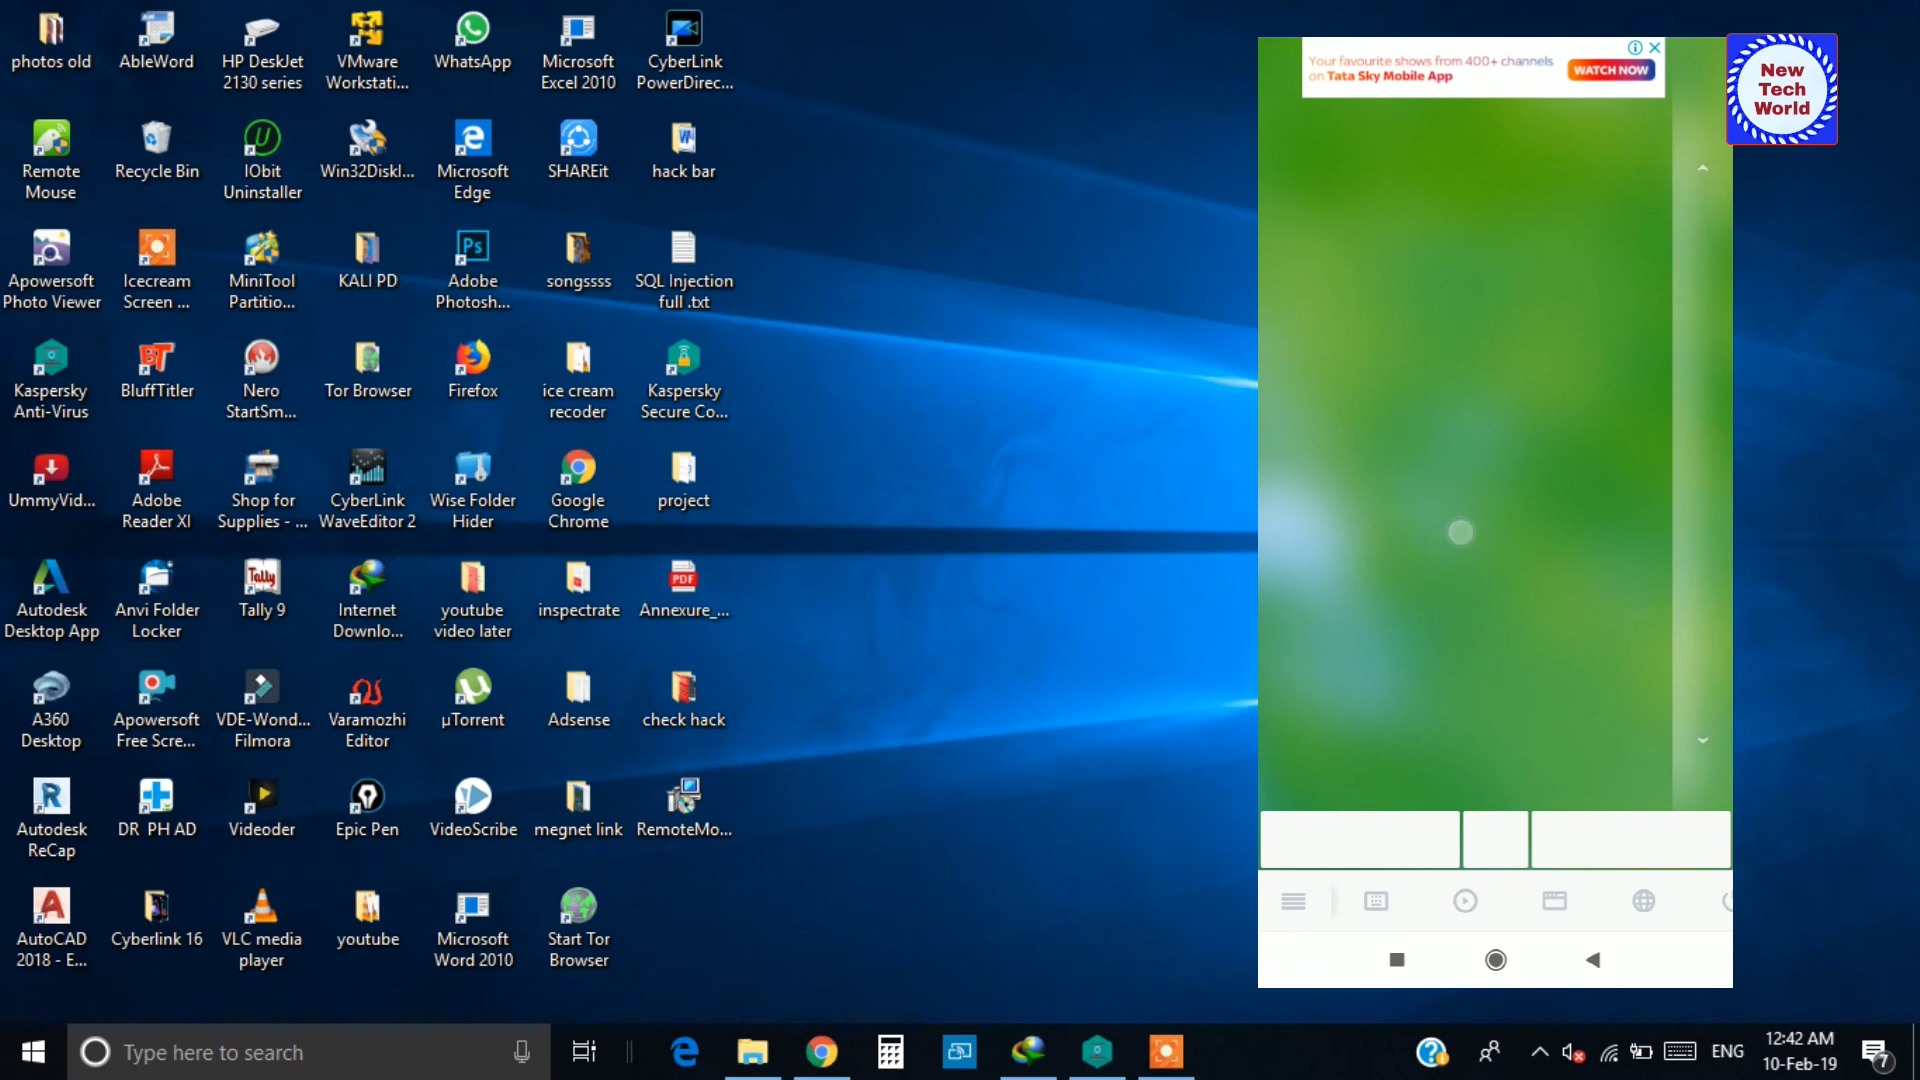 photos old
AbleWord
HP DeskJet
2130 series
VMware
Workstati...
WhatsApp
Microsoft
Excel 2010
CyberLink
PowerDirec...
Remote
Mouse
Recycle Bin
IObit
Uninstaller
Win32DiskI...
Microsoft
Edge
SHAREit
hack bar
Apowersoft
Photo Viewer
Icecream
Screen ...
MiniTool
Partitio...
KALI PD
Adobe
Photosh...
songssss
SQL Injection
full .txt
Kaspersky
Anti-Virus
BluffTitler
Nero
StartSm...
Tor Browser
Firefox
ice cream
recoder
Kaspersky
Secure Co...
UmmyVid...
Adobe
Reader XI
Shop for
Supplies - ...
CyberLink
WaveEditor 2
Wise Folder
Hider
Google
Chrome
project
Autodesk
Desktop App
Anvi Folder
Locker
Tally
Tally 9
Internet
Downlo...
youtube
video later
inspectrate
PDF
Annexure_...
A360
Desktop
Apowersoft
Free Scre...
VDE-Wond...
Filmora
Varamozhi
Editor
µTorrent
Adsense
check hack
Autodesk
ReCap
DR PH AD
Videoder
Epic Pen
VideoScribe
megnet link
RemoteMo...
AutoCAD
2018 - E...
Cyberlink 16
VLC media
player
youtube
Microsoft
Word 2010
Start Tor
Browser
Your favourite shows from 400+ channels
on Tata Sky Mobile App
WATCH NOW
New
Tech
World
Type here to search
ENG
12:42 AM
10-Feb-19
7